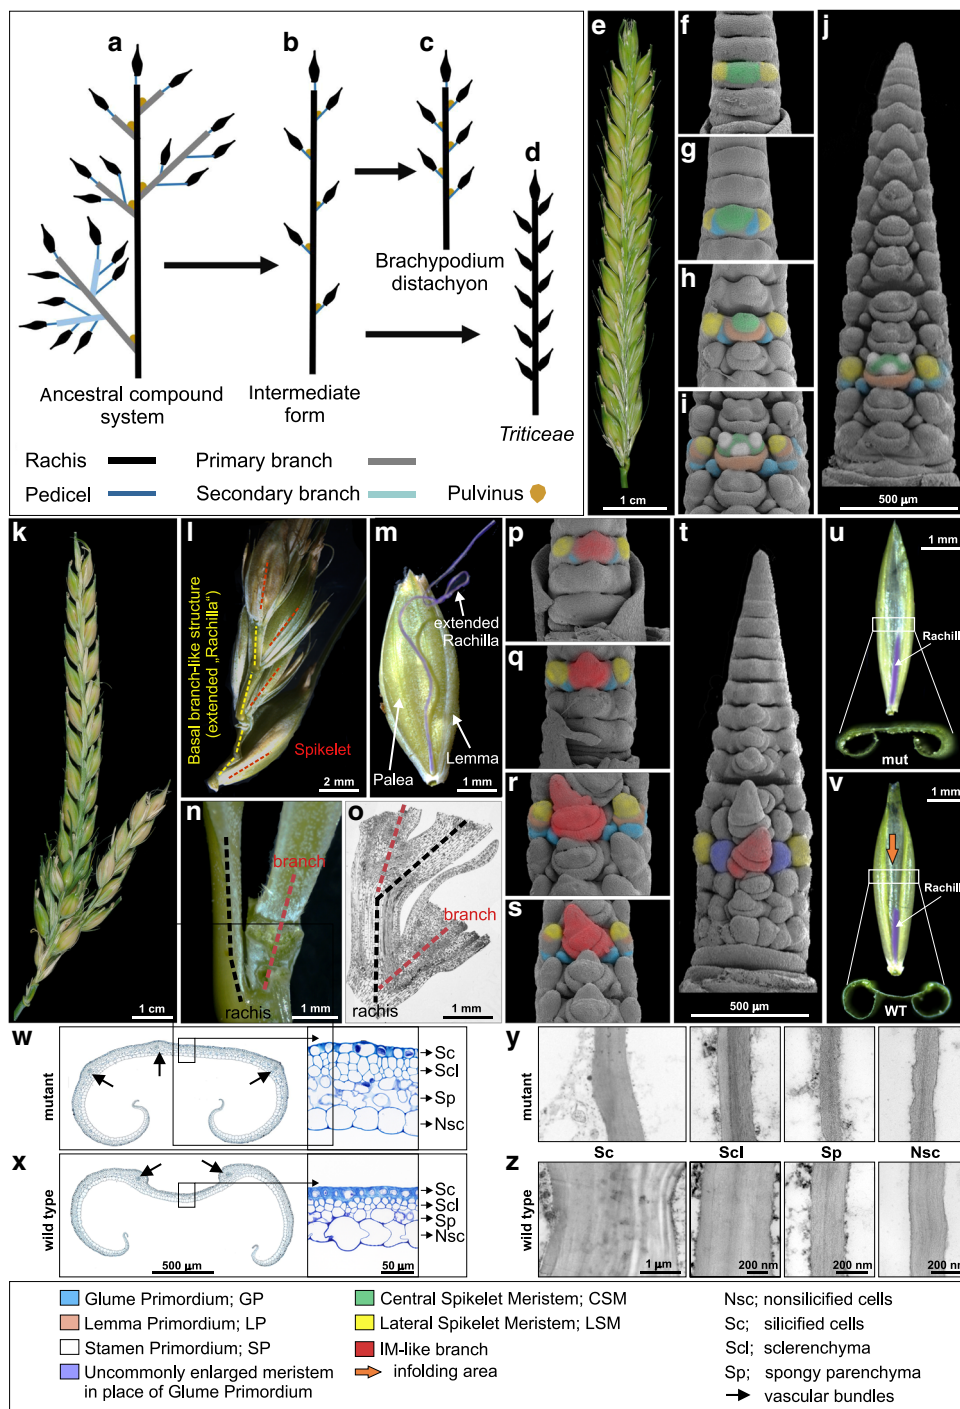 a
b
c
d
Brachypodium
distachyon
Ancestral compound
system
Intermediate
form
Triticeae
Rachis
Primary branch
Pedicel
Secondary branch
Pulvinus
e
1 cm
f
g
h
i
j
500 µm
k
1 cm
l
Basal branch-like structure
(extended „Rachilla“)
Spikelet
2 mm
m
extended
Rachilla
Palea
Lemma
1 mm
n
branch
rachis
1 mm
o
branch
rachis
1 mm
p
q
r
s
t
500 µm
u
1 mm
Rachill
mut
v
1 mm
Rachill
WT
w
mutant
Sc
Scl
Sp
Nsc
x
wild type
500 µm
Sc
Scl
Sp
Nsc
50 µm
y
mutant
Sc
Scl
Sp
Nsc
z
wild type
1 µm
200 nm
200 nm
200 nm
Glume Primordium; GP
Lemma Primordium; LP
Stamen Primordium; SP
Uncommonly enlarged meristem
in place of Glume Primordium
Central Spikelet Meristem; CSM
Lateral Spikelet Meristem; LSM
IM-like branch
infolding area
Nsc; nonsilicified cells
Sc; silicified cells
Scl; sclerenchyma
Sp; spongy parenchyma
vascular bundles